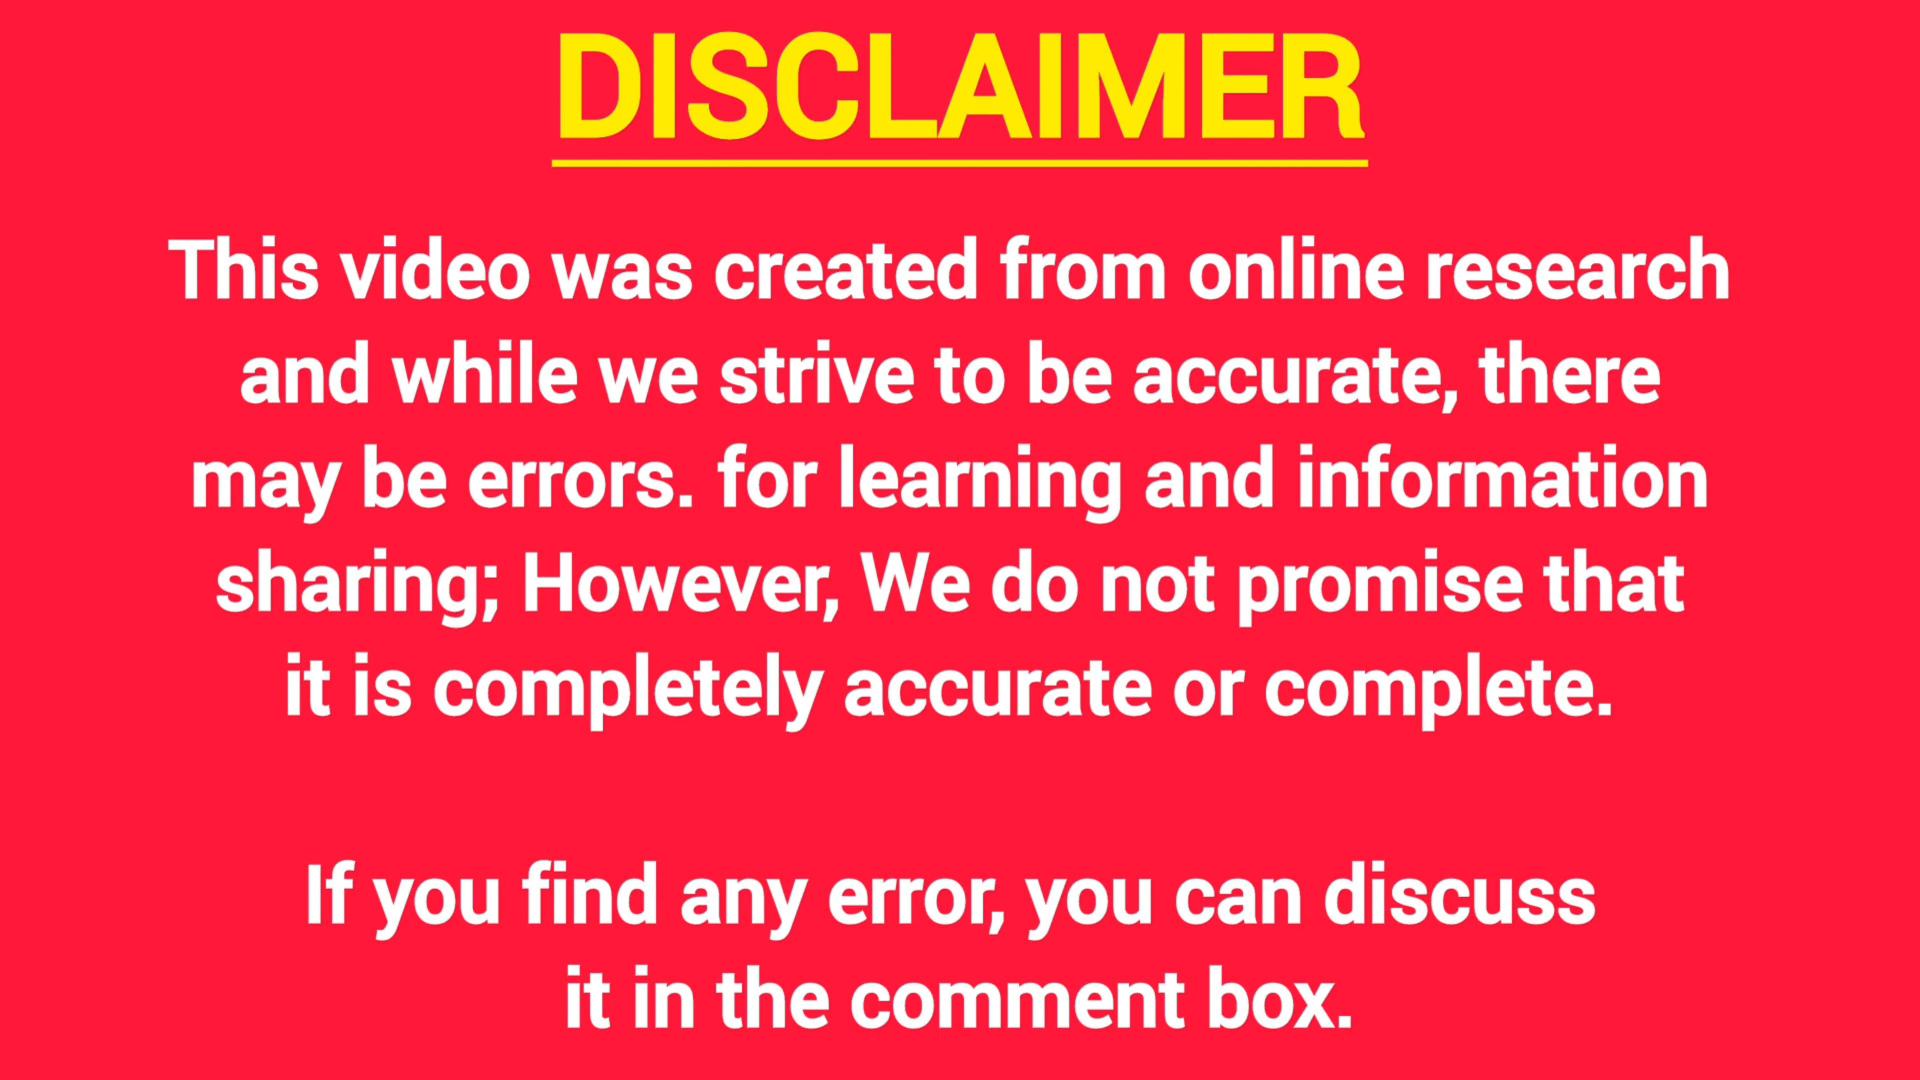 DISCLAIMER
This video was created from online research
and while we strive to be accurate, there
may be errors. for learning and information
sharing; However, We do not promise that
it is completely accurate or complete.
If you find any error, you can discuss
it in the comment box.